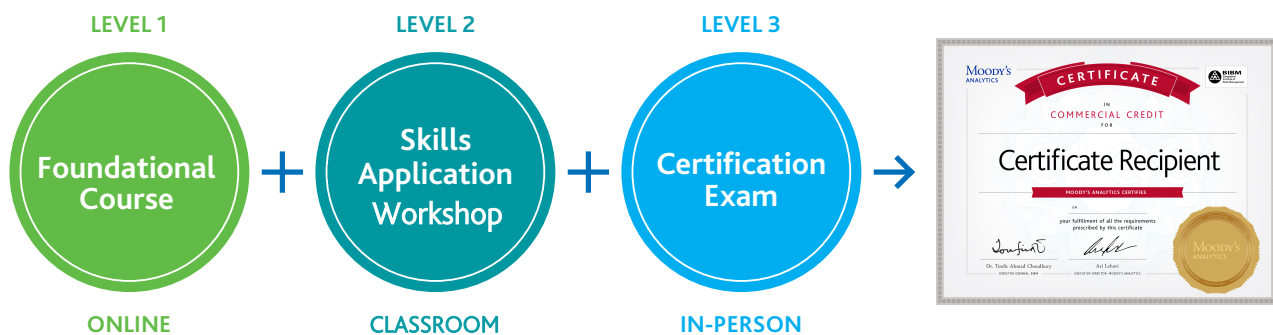 LEVEL 1
Foundational
Course
ONLINE
LEVEL 2
Skills
Application
Workshop
CLASSROOM
LEVEL 3
Certification
Exam
IN-PERSON
MOODY'S
ANALYTICS
CERTIFICATE
BIBM
IN
COMMERCIAL CREDIT
FOR
Certificate Recipient
MOODY'S ANALYTICS CERTIFIES
ON
your fulfillment of all the requirements
prescribed by this certificate
Dr. Toufic Ahmad Choudhury
DIRECTOR GENERAL, BIBM
Ari Lehavi
EXECUTIVE DIRECTOR, MOODY'S ANALYTICS
MOODY'S
ANALYTICS